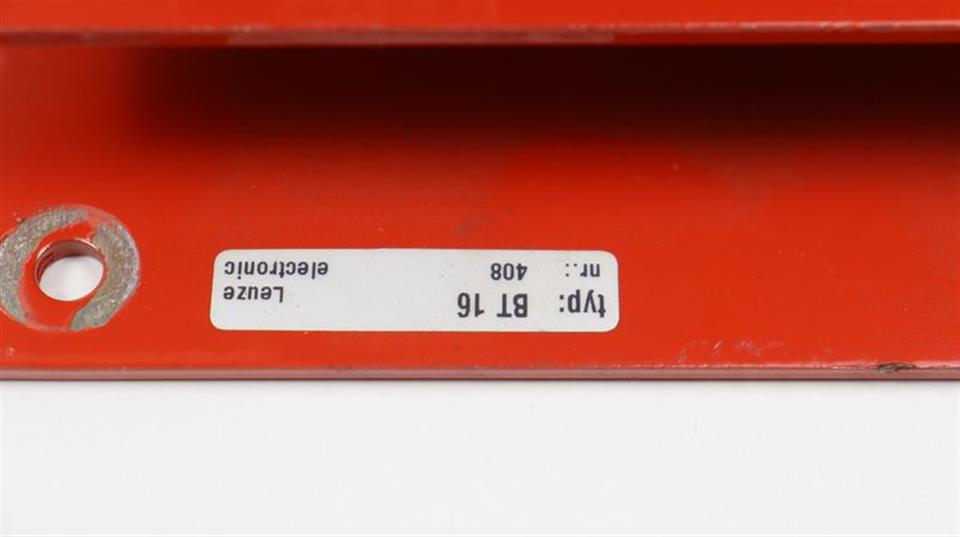 typ: BT 16 Leuze
nr.: 408 electronic